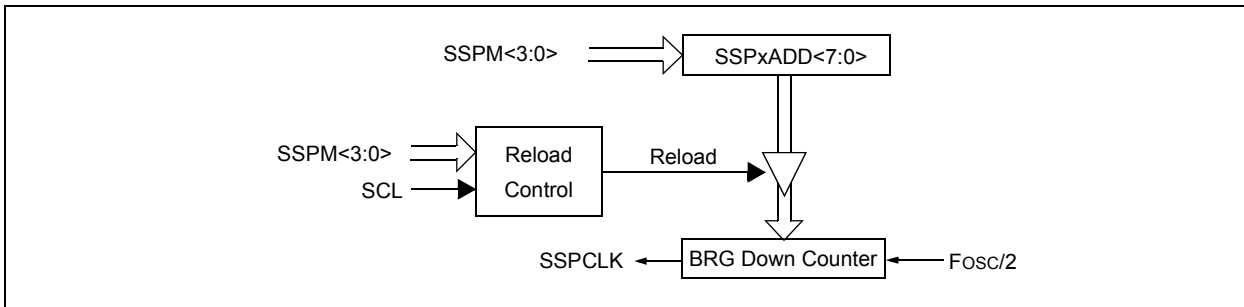 SSPM<3:0>
SSPxADD<7:0>
SSPM<3:0>
SCL
Reload
Control
Reload
SSPCLK
BRG Down Counter
FOSC/2